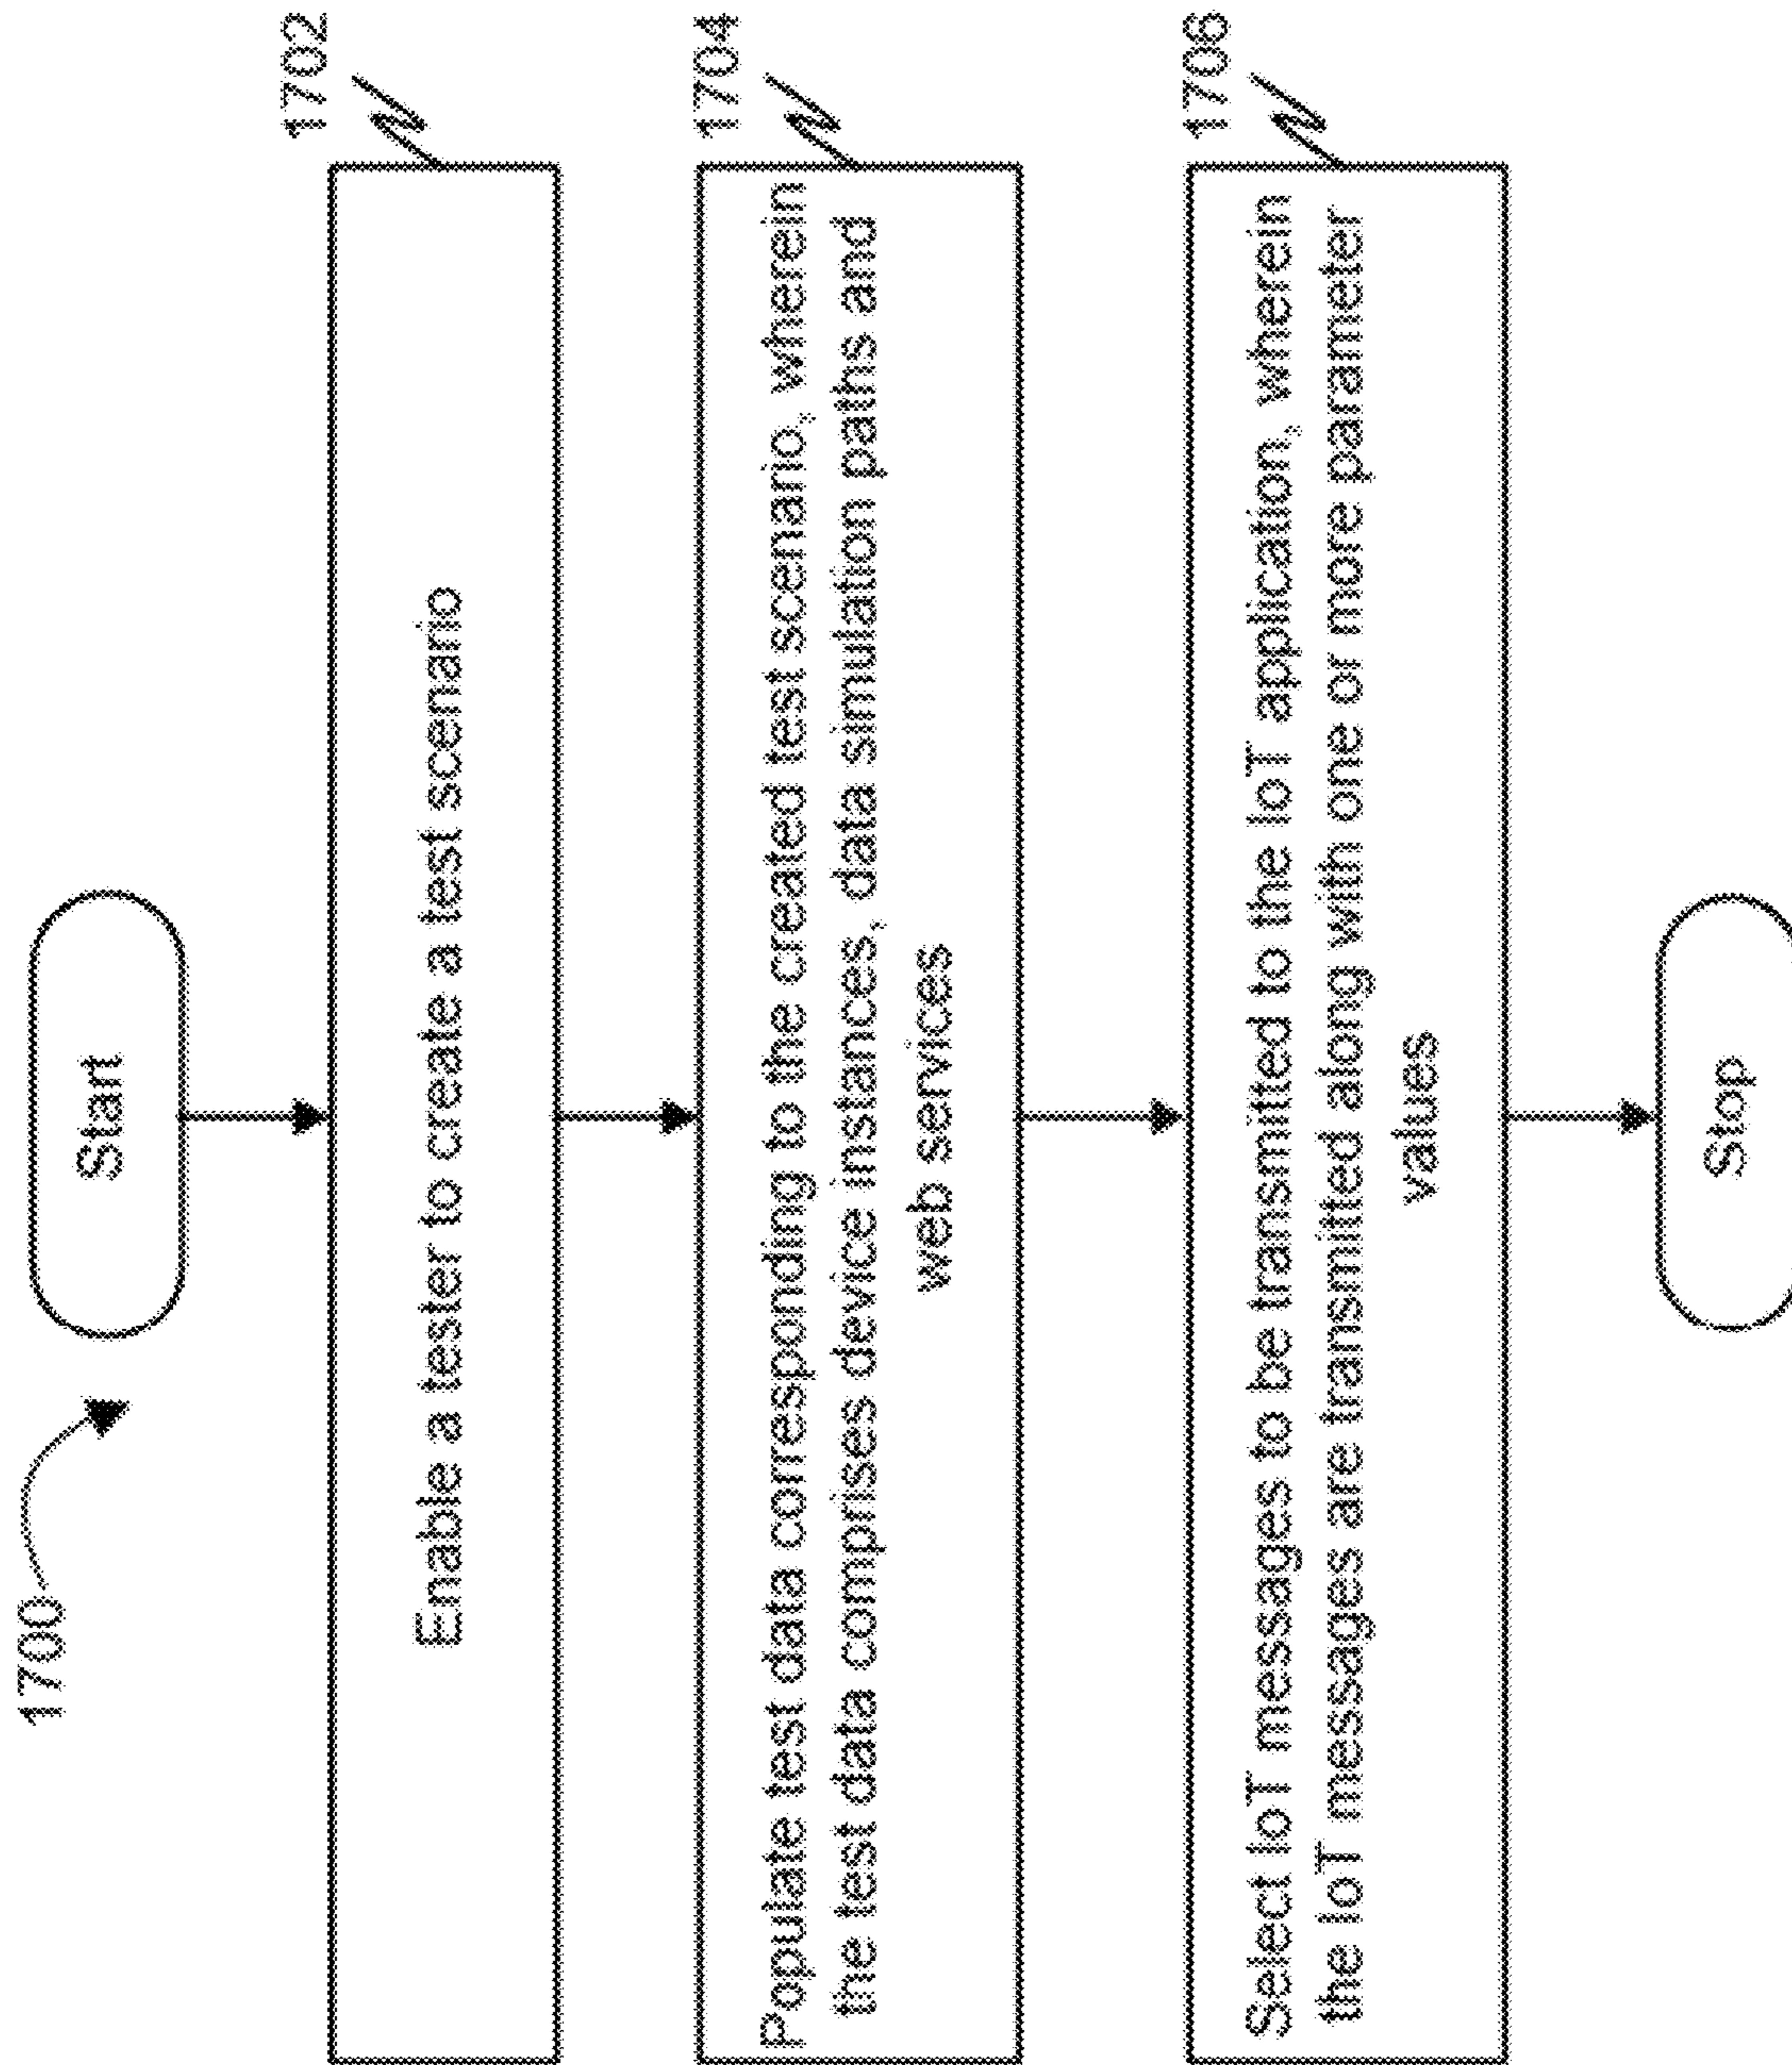 1700
Start
1702
Enable a tester to create a test scenario
1704
Populate test data corresponding to the created test scenario, wherein
the test data comprises device instances, data simulation paths and
web services
1706
Select IoT messages to be transmitted to the IoT application, wherein
the IoT messages are transmitted along with one or more parameter
values
Stop